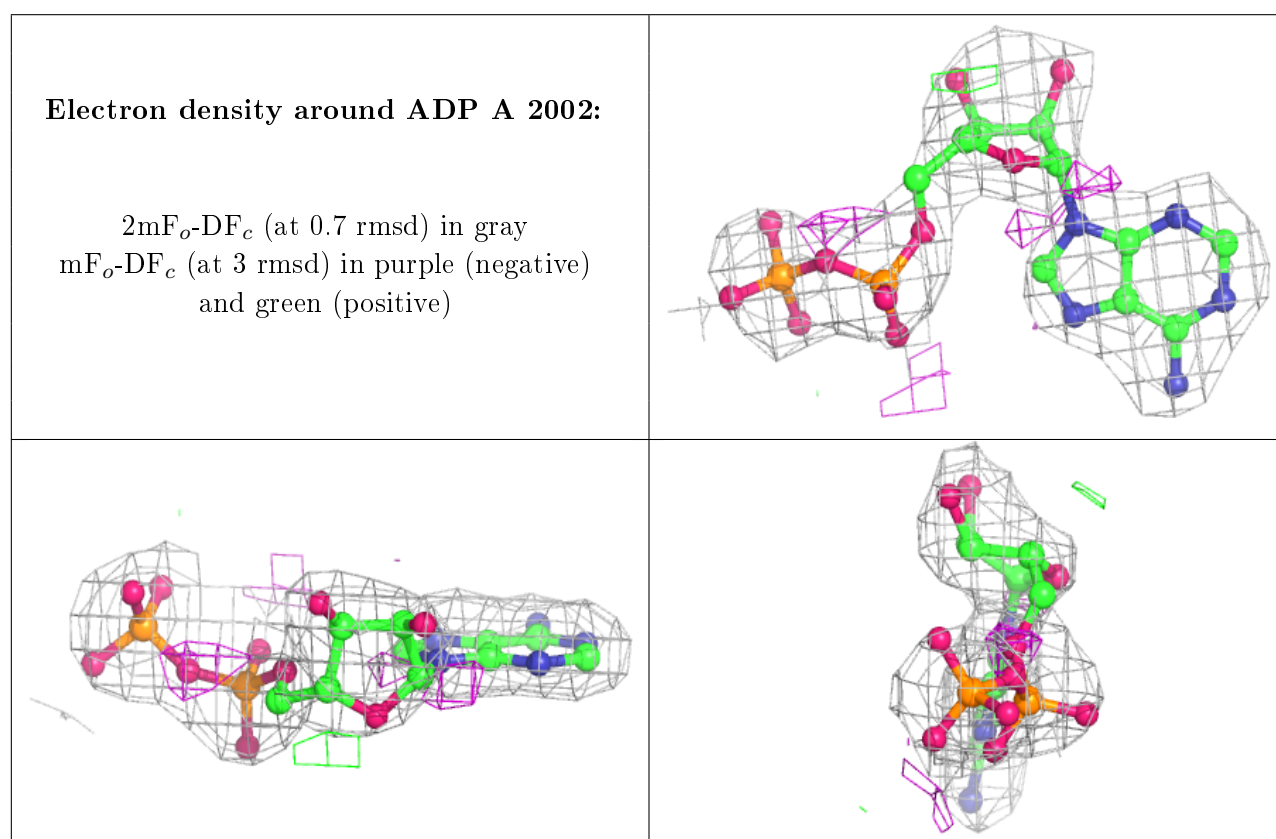 Electron density around ADP A 2002:
2mFₒ-DF𝒸 (at 0.7 rmsd) in gray
mFₒ-DF𝒸 (at 3 rmsd) in purple (negative)
and green (positive)